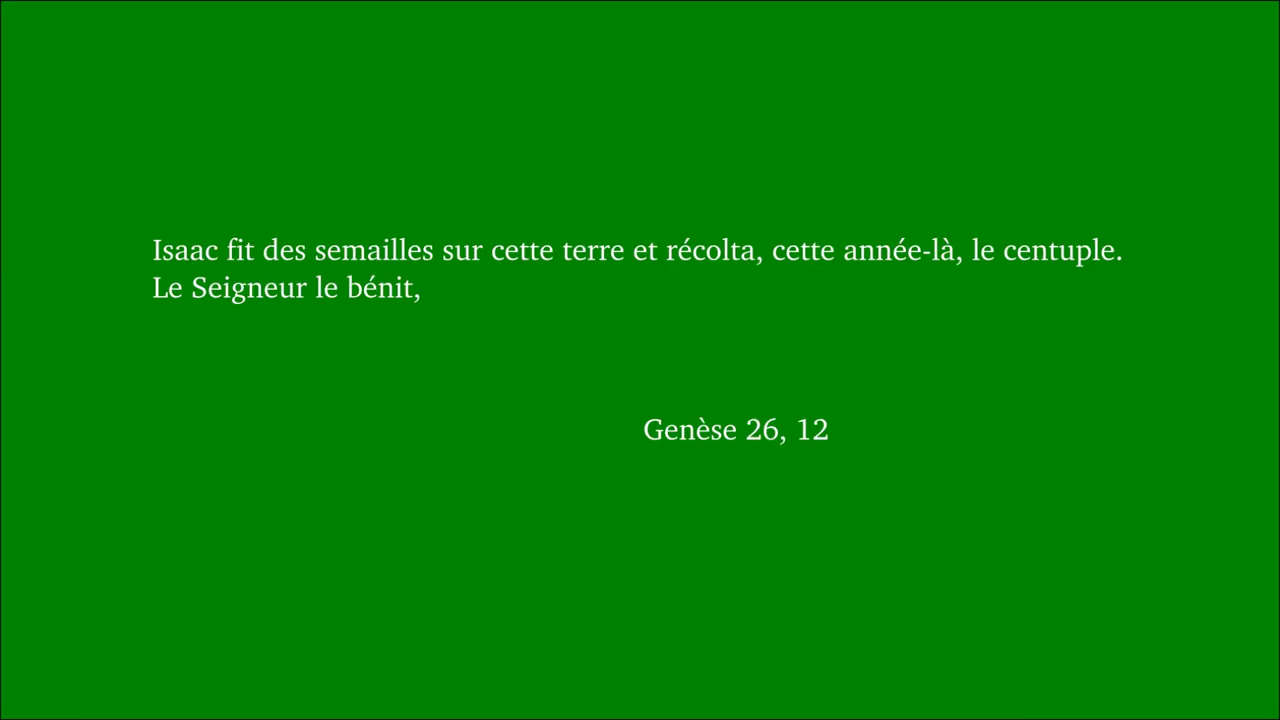 Isaac fit des semailles sur cette terre et récolta, cette année-là, le centuple.
Le Seigneur le bénit,
Genèse 26, 12